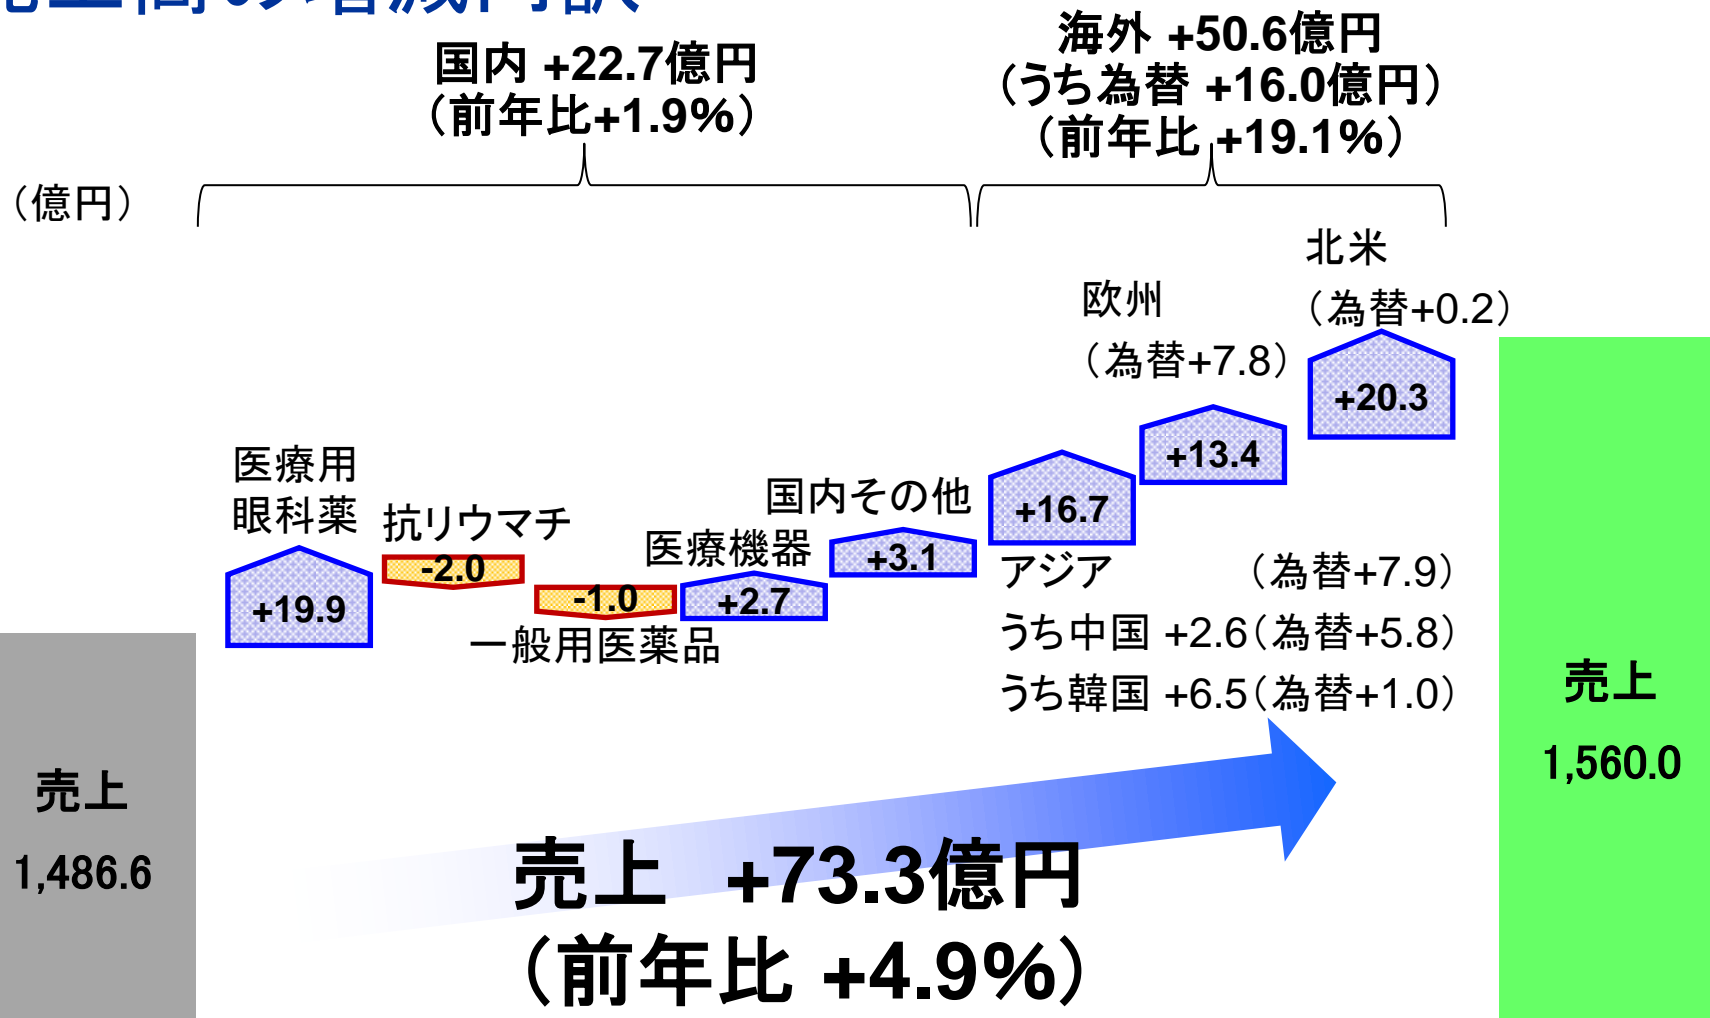 国内 +22.7億円
（前年比+1.9%）
海外 +50.6億円
（うち為替 +16.0億円）
（前年比 +19.1%）
（億円）
北米
（為替+0.2）
+20.3
欧州
（為替+7.8）
+13.4
医療用
眼科薬
+19.9
抗リウマチ
-2.0
-1.0
一般用医薬品
医療機器
+2.7
国内その他
+3.1
+16.7
アジア （為替+7.9）
うち中国 +2.6（為替+5.8）
うち韓国 +6.5（為替+1.0）
売上
1,486.6
売上
1,560.0
売上 +73.3億円
（前年比 +4.9%）